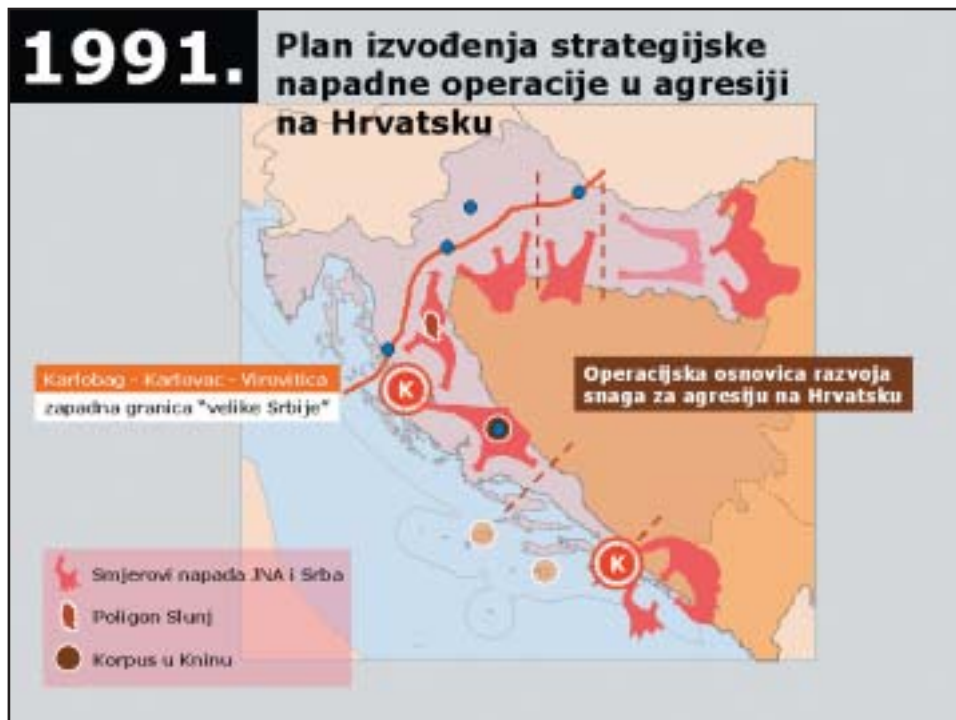 1991.
Plan izvođenja strategijske
napadne operacije u agresiji
na Hrvatsku
Karlobag - Karlovac - Virovitica
zapadna granica "velike Srbije"
Operacijska osnovica razvoja
snaga za agresiju na Hrvatsku
K
K
Smjerovi napada JNA i Srba
Poligon Slunj
Korpus u Kninu